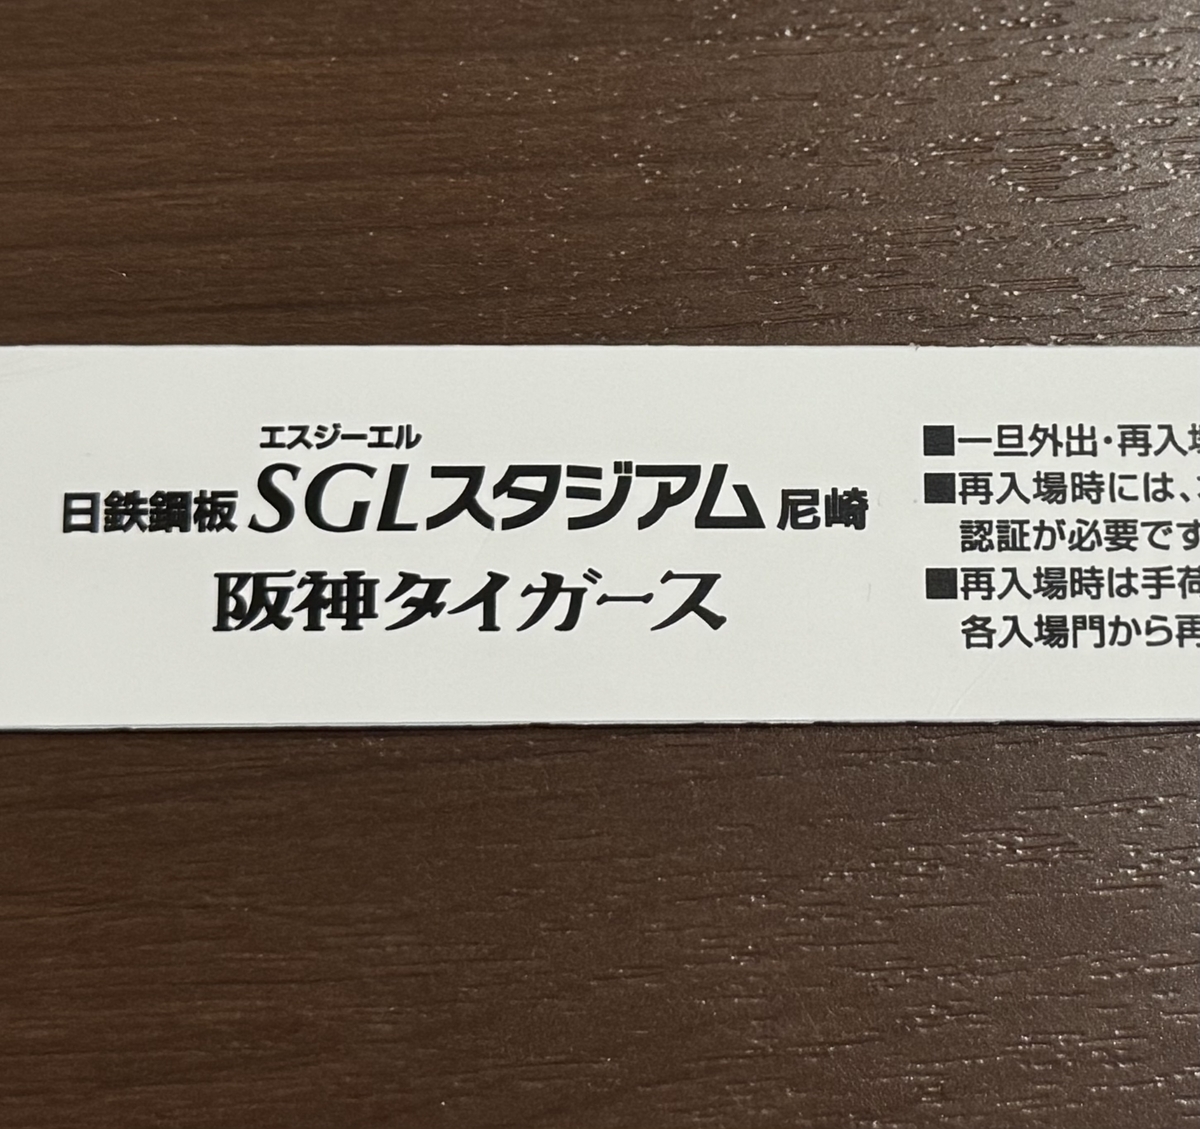 エスジーエル
日鉄鋼板 SGLスタジアム 尼崎
阪神タイガース
■一旦外出・再入場
■再入場時には、
認証が必要です
■再入場時は手荷
各入場門から再